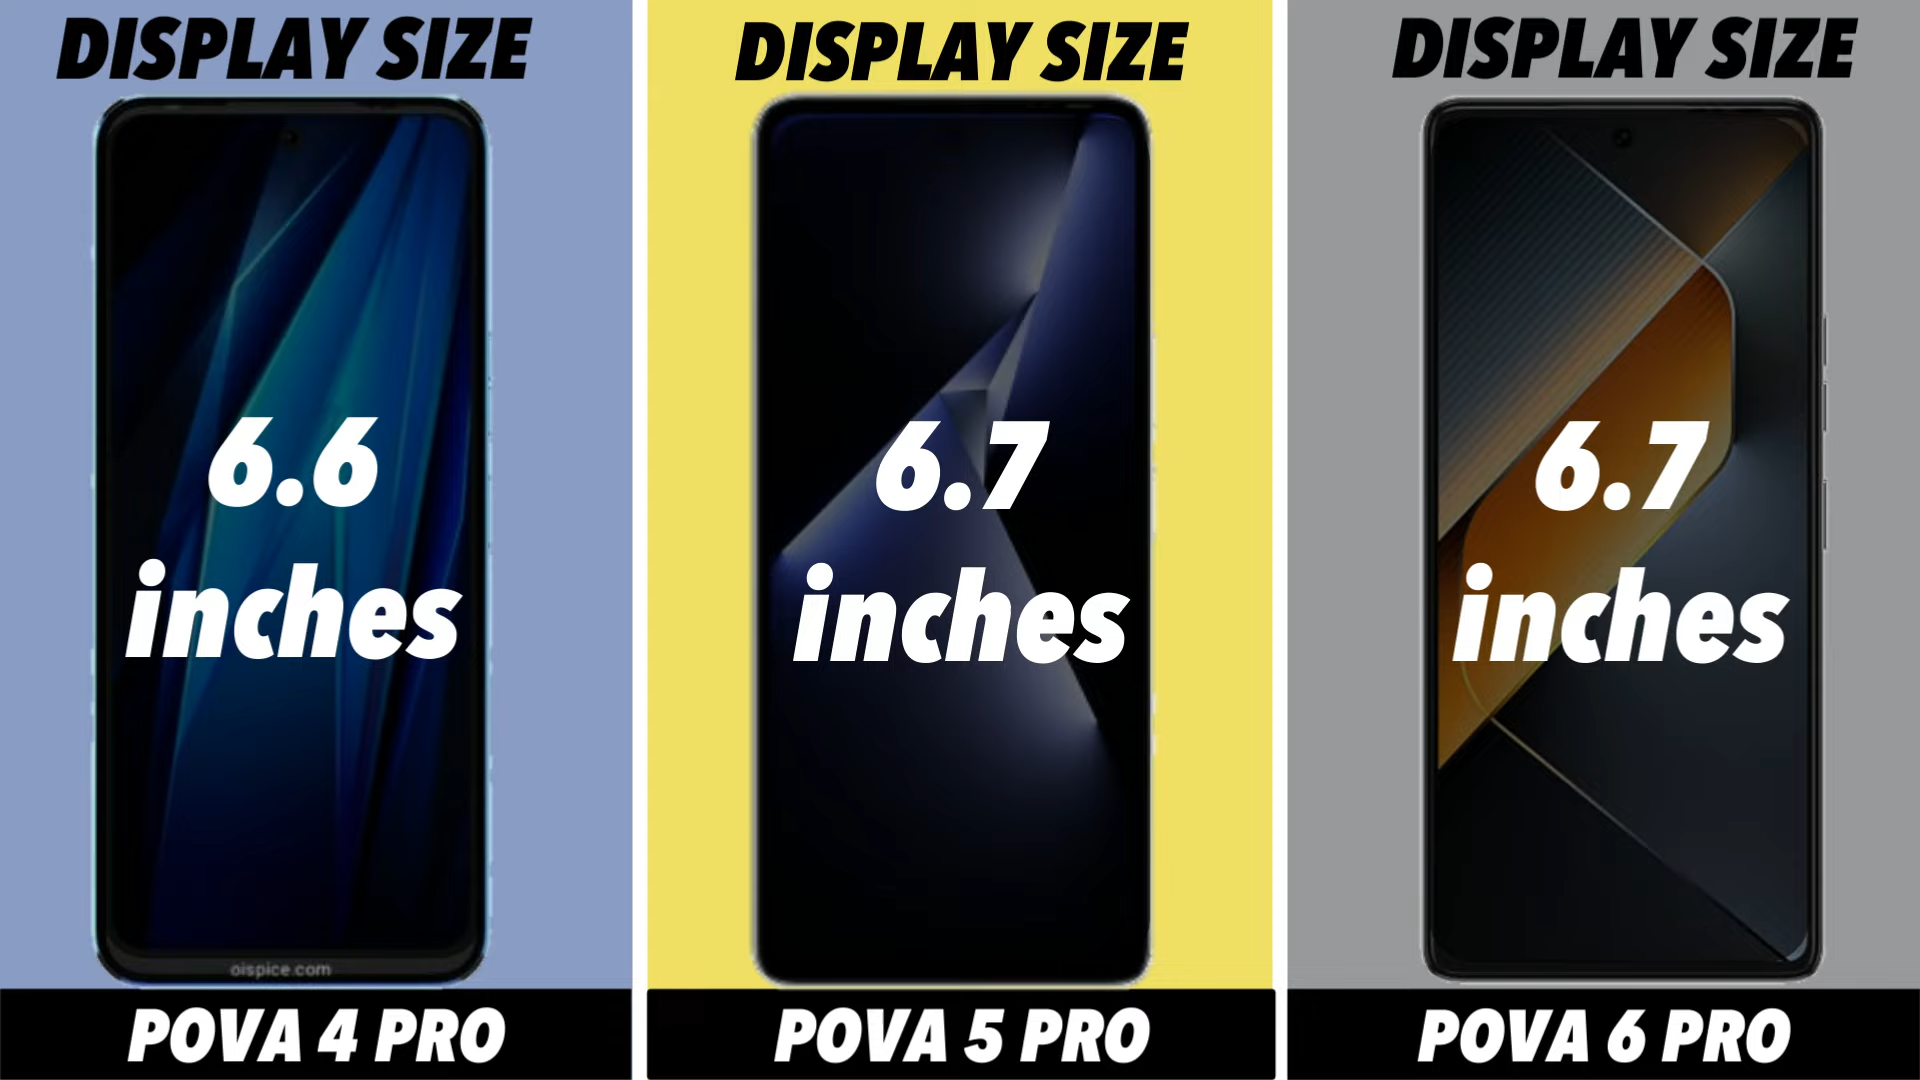 DISPLAY SIZE
6.6
inches
oispice.com
POVA 4 PRO
DISPLAY SIZE
6.7
inches
POVA 5 PRO
DISPLAY SIZE
6.7
inches
POVA 6 PRO